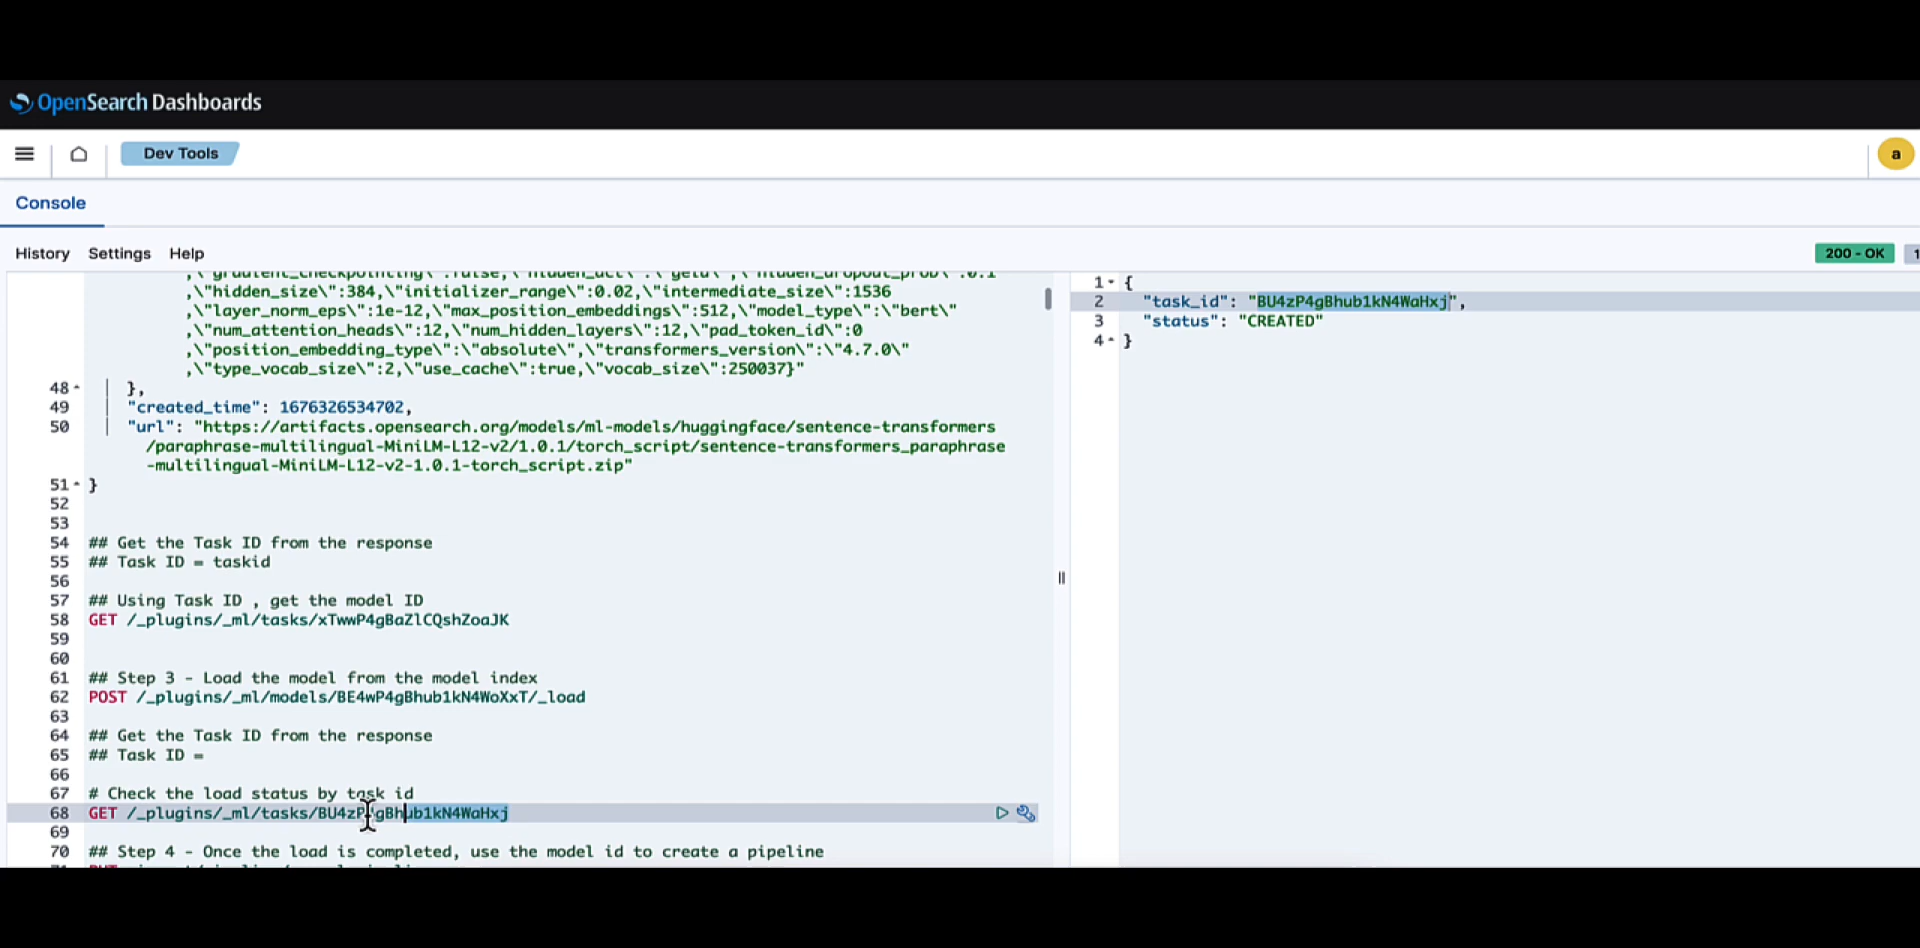 OpenSearch Dashboards
Dev Tools
a
Console
History Settings Help
200 - OK 1
,\"gradient_checkpointing\":false,\"hidden_act\":\"gelu\",\"hidden_dropout_prob\":0.1
,\"hidden_size\":384,\"initializer_range\":0.02,\"intermediate_size\":1536
,\"layer_norm_eps\":1e-12,\"max_position_embeddings\":512,\"model_type\":\"bert\"
,\"num_attention_heads\":12,\"num_hidden_layers\":12,\"pad_token_id\":0
,\"position_embedding_type\":\"absolute\",\"transformers_version\":\"4.7.0\"
,\"type_vocab_size\":2,\"use_cache\":true,\"vocab_size\":250037}"
48 },
49 "created_time": 1676326534702,
50 "url": "https://artifacts.opensearch.org/models/ml-models/huggingface/sentence-transformers
/paraphrase-multilingual-MiniLM-L12-v2/1.0.1/torch_script/sentence-transformers_paraphrase
-multilingual-MiniLM-L12-v2-1.0.1-torch_script.zip"
51 }
52
53
54 ## Get the Task ID from the response
55 ## Task ID = taskid
56
57 ## Using Task ID , get the model ID
58 GET /_plugins/_ml/tasks/xTwwP4gBaZlCQshZoaJK
59
60
61 ## Step 3 - Load the model from the model index
62 POST /_plugins/_ml/models/BE4wP4gBhub1kN4WoXxT/_load
63
64 ## Get the Task ID from the response
65 ## Task ID =
66
67 # Check the load status by task id
68 GET /_plugins/_ml/tasks/BU4zP4gBhub1kN4WaHxj
69
70 ## Step 4 - Once the load is completed, use the model id to create a pipeline
1 {
2 "task_id": "BU4zP4gBhub1kN4WaHxj",
3 "status": "CREATED"
4 }